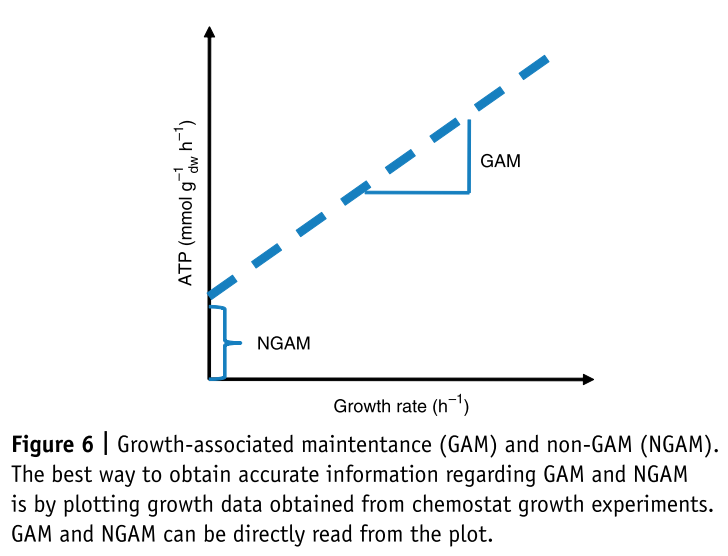 ATP (mmol g⁻¹dw h⁻¹)
GAM
NGAM
Growth rate (h⁻¹)
Figure 6 | Growth-associated maintentance (GAM) and non-GAM (NGAM).
The best way to obtain accurate information regarding GAM and NGAM
is by plotting growth data obtained from chemostat growth experiments.
GAM and NGAM can be directly read from the plot.